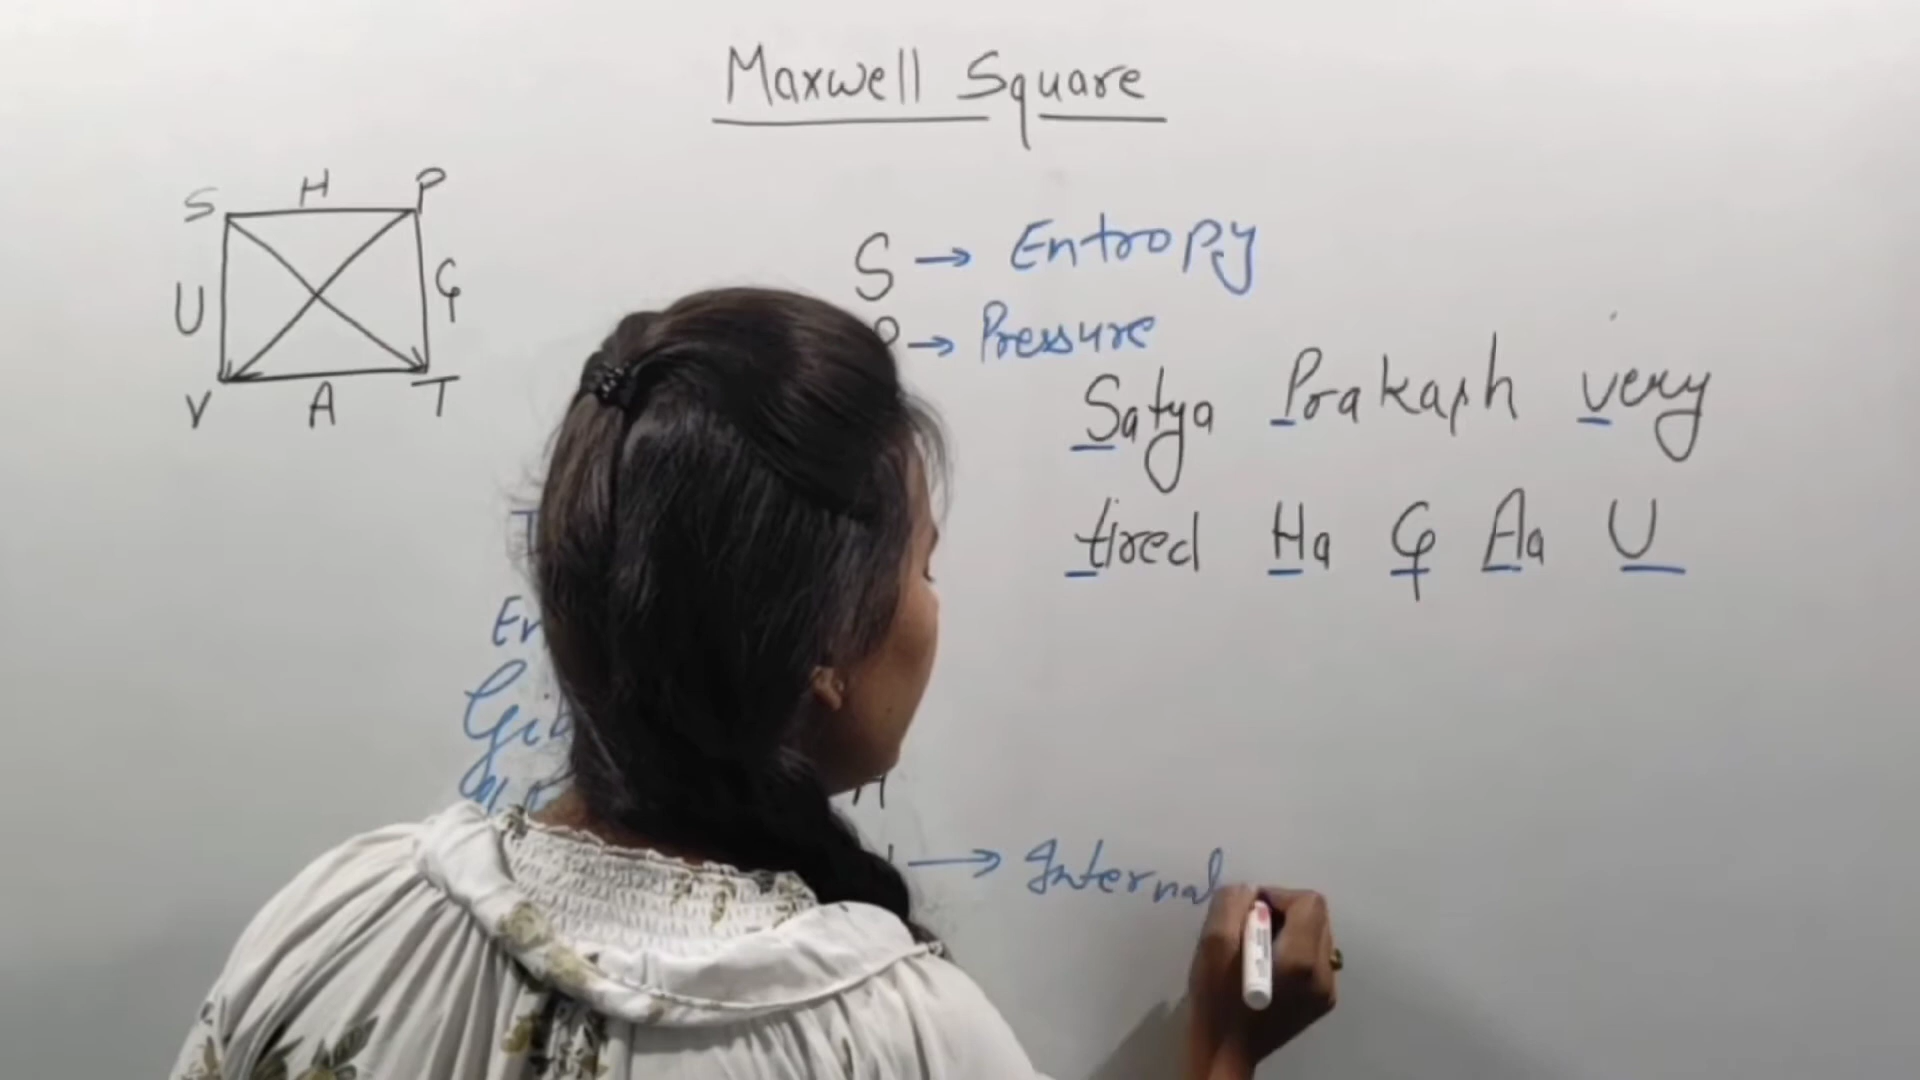 Maxwell Square
S H P
U G
V A T
S → Entropy
P → Pressure
Satya Prakash very
tired Ha G Aa U
→ Internal